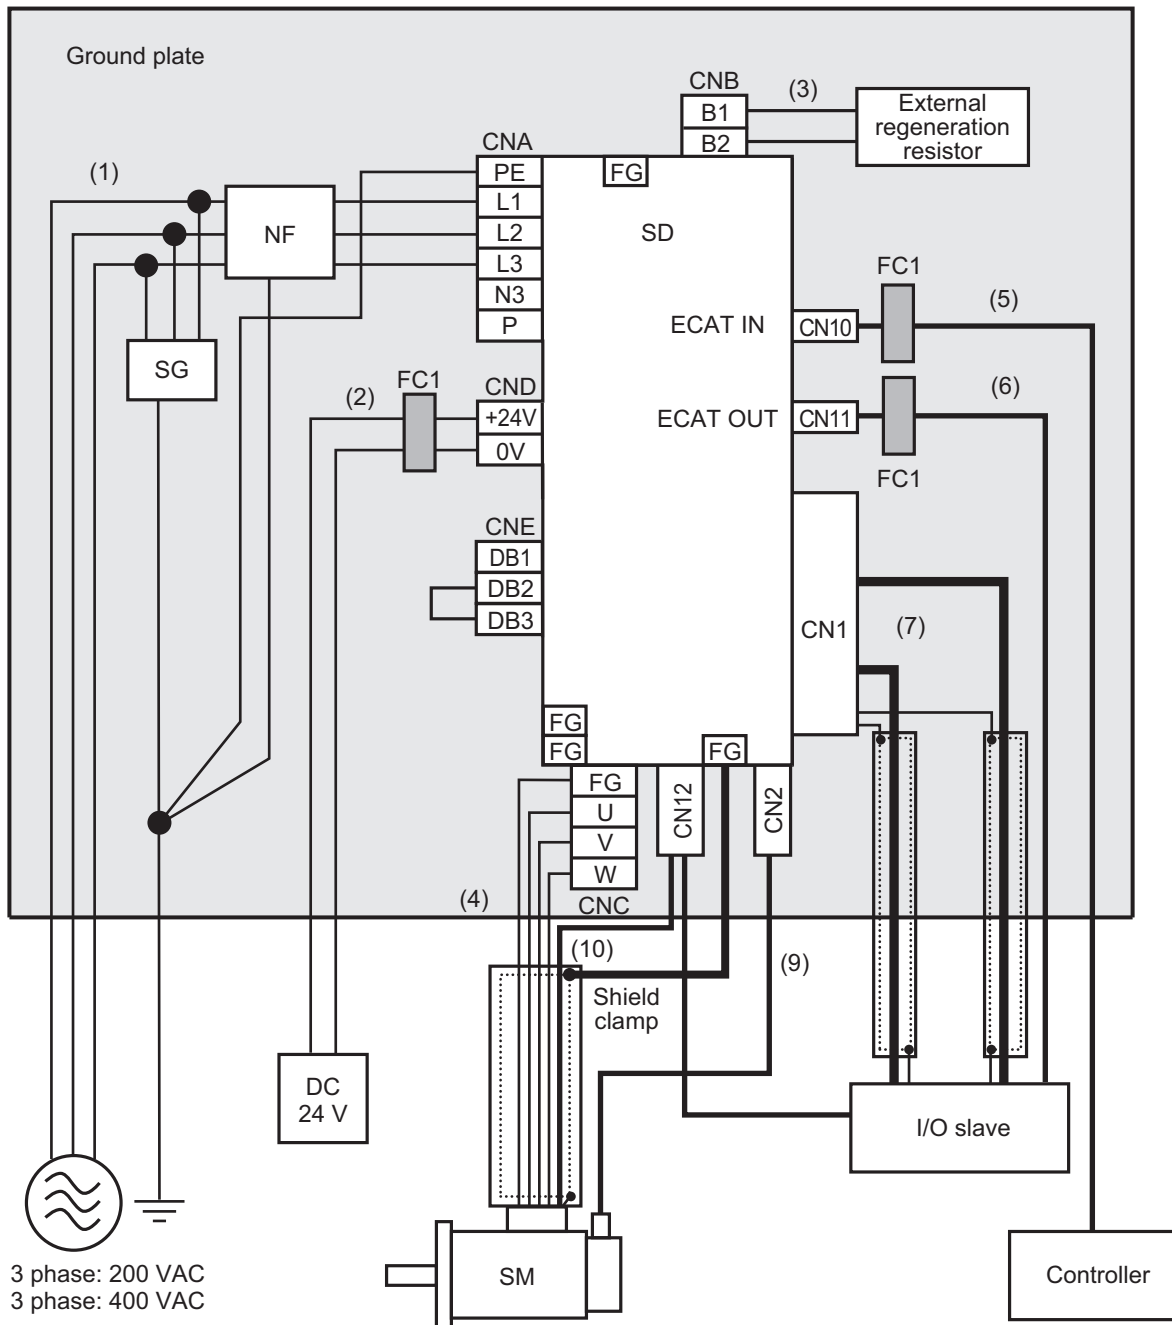 Ground plate
CNB
(3)
B1
B2
External
regeneration
resistor
CNA
(1)
PE
L1
L2
L3
N3
P
FG
NF
SD
SG
FC1
ECAT IN
CN10
(5)
CND
FC1
(2)
+24V
0V
ECAT OUT
CN11
(6)
FC1
CNE
DB1
DB2
DB3
CN1
(7)
FG
FG
FG
FG
U
V
W
CN12
CN2
(4)
CNC
(10)
(9)
Shield
clamp
DC
24 V
I/O slave
SM
Controller
3 phase: 200 VAC
3 phase: 400 VAC